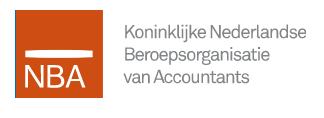 NBA
Koninklijke Nederlandse
Beroepsorganisatie
van Accountants